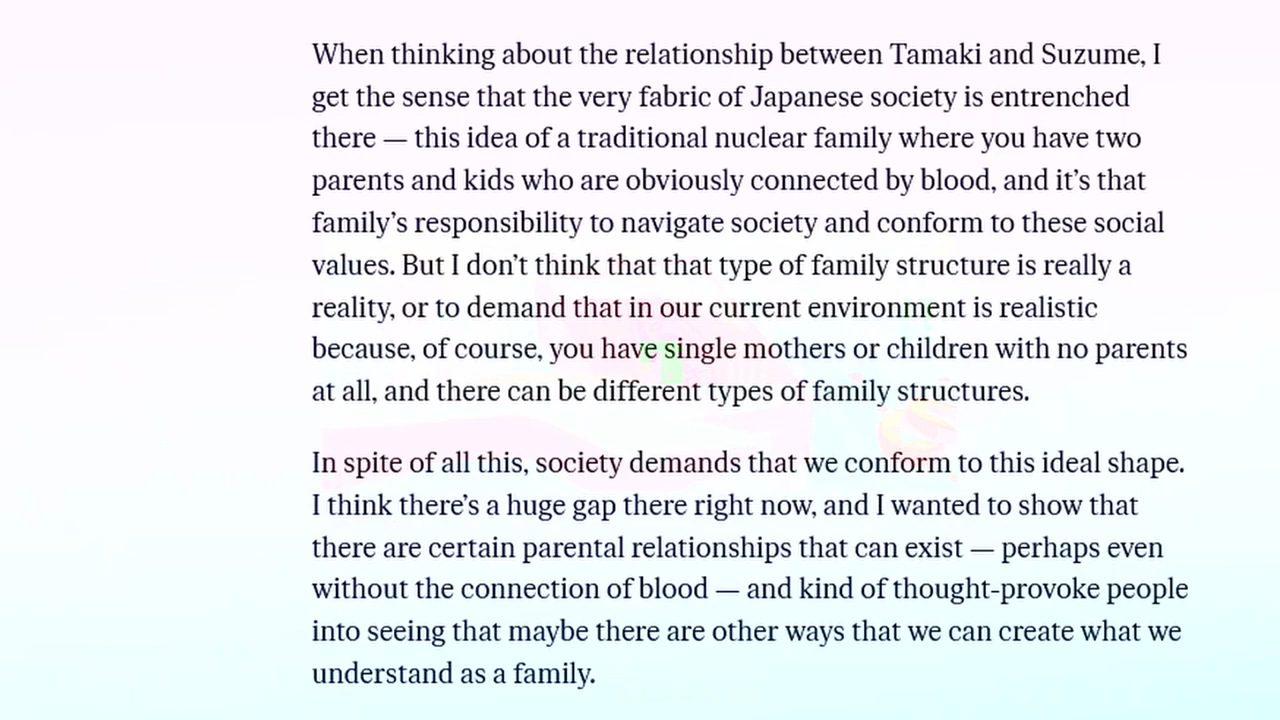 When thinking about the relationship between Tamaki and Suzume, I
get the sense that the very fabric of Japanese society is entrenched
there — this idea of a traditional nuclear family where you have two
parents and kids who are obviously connected by blood, and it’s that
family’s responsibility to navigate society and conform to these social
values. But I don’t think that that type of family structure is really a
reality, or to demand that in our current environment is realistic
because, of course, you have single mothers or children with no parents
at all, and there can be different types of family structures.
In spite of all this, society demands that we conform to this ideal shape.
I think there’s a huge gap there right now, and I wanted to show that
there are certain parental relationships that can exist — perhaps even
without the connection of blood — and kind of thought-provoke people
into seeing that maybe there are other ways that we can create what we
understand as a family.